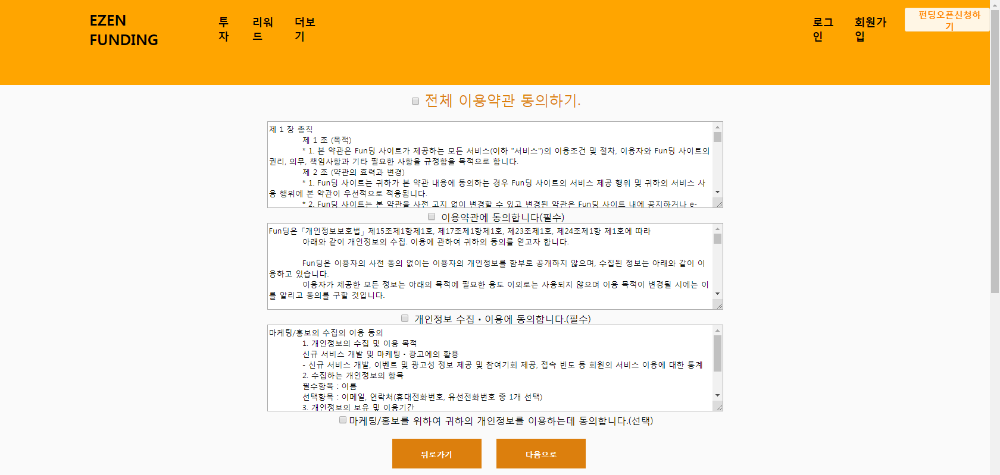 EZEN
FUNDING
투
자
리워
드
더보
기
로그
인
회원가
입
펀딩오픈신청하
기
전체 이용약관 동의하기.
제 1 장 총칙
제 1 조 (목적)
* 1. 본 약관은 Fun딩 사이트가 제공하는 모든 서비스(이하 "서비스")의 이용조건 및 절차, 이용자와 Fun딩 사이트의
권리, 의무, 책임사항과 기타 필요한 사항을 규정함을 목적으로 합니다.
제 2 조 (약관의 효력과 변경)
* 1. Fun딩 사이트는 귀하가 본 약관 내용에 동의하는 경우 Fun딩 사이트의 서비스 제공 행위 및 귀하의 서비스 사
용 행위에 본 약관이 우선적으로 적용됩니다.
* 2. Fun딩 사이트는 본 약관을 사전 고지 없이 변경할 수 있고 변경된 약관은 Fun딩 사이트 내에 공지하거나 e-
이용약관에 동의합니다(필수)
Fun딩은 「개인정보보호법」 제15조제1항제1호, 제17조제1항제1호, 제23조제1호, 제24조제1항 제1호에 따라
아래와 같이 개인정보의 수집. 이용에 관하여 귀하의 동의를 얻고자 합니다.
Fun딩은 이용자의 사전 동의 없이는 이용자의 개인정보를 함부로 공개하지 않으며, 수집된 정보는 아래와 같이 이
용하고 있습니다.
이용자가 제공한 모든 정보는 아래의 목적에 필요한 용도 이외로는 사용되지 않으며 이용 목적이 변경될 시에는 이
를 알리고 동의를 구할 것입니다.
개인정보 수집・이용에 동의합니다.(필수)
마케팅/홍보의 수집의 이용 동의
1. 개인정보의 수집 및 이용 목적
신규 서비스 개발 및 마케팅・광고에의 활용
- 신규 서비스 개발, 이벤트 및 광고성 정보 제공 및 참여기회 제공, 접속 빈도 등 회원의 서비스 이용에 대한 통계
2. 수집하는 개인정보의 항목
필수항목 : 이름
선택항목 : 이메일, 연락처(휴대전화번호, 유선전화번호 중 1개 선택)
3. 개인정보의 보유 및 이용기간
마케팅/홍보를 위하여 귀하의 개인정보를 이용하는데 동의합니다.(선택)
뒤로가기
다음으로